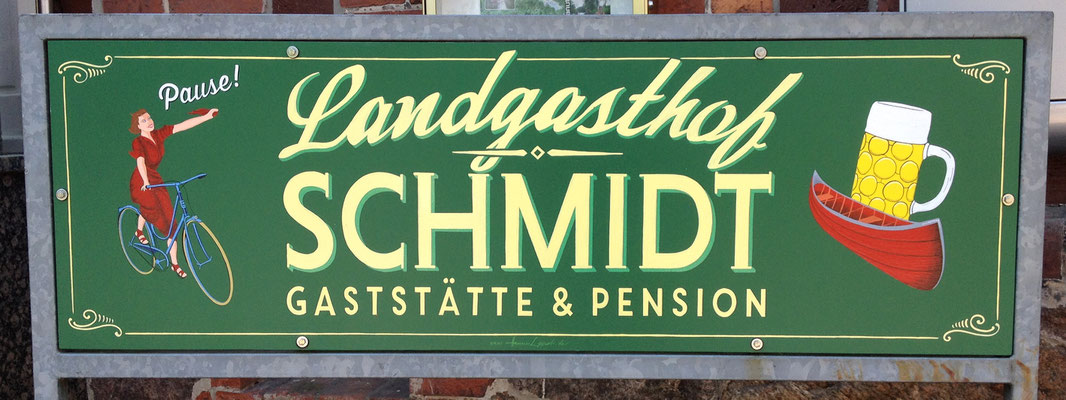 Pause!
Landgasthof
SCHMIDT
GASTSTÄTTE & PENSION